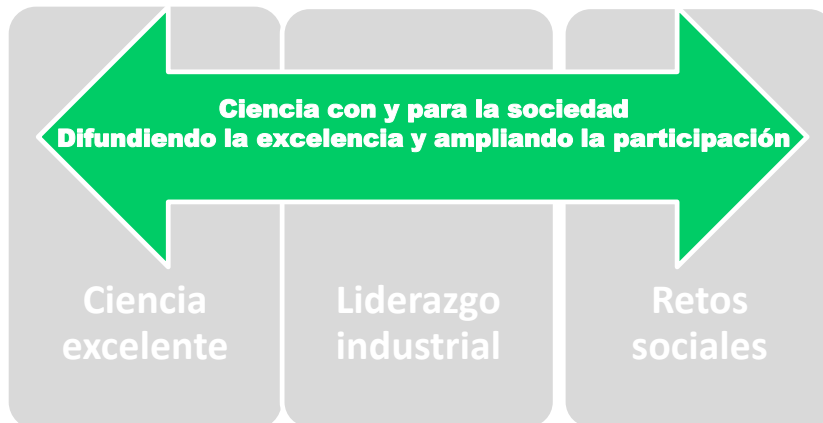 Ciencia con y para la sociedad
Difundiendo la excelencia y ampliando la participación
Ciencia
excelente
Liderazgo
industrial
Retos
sociales